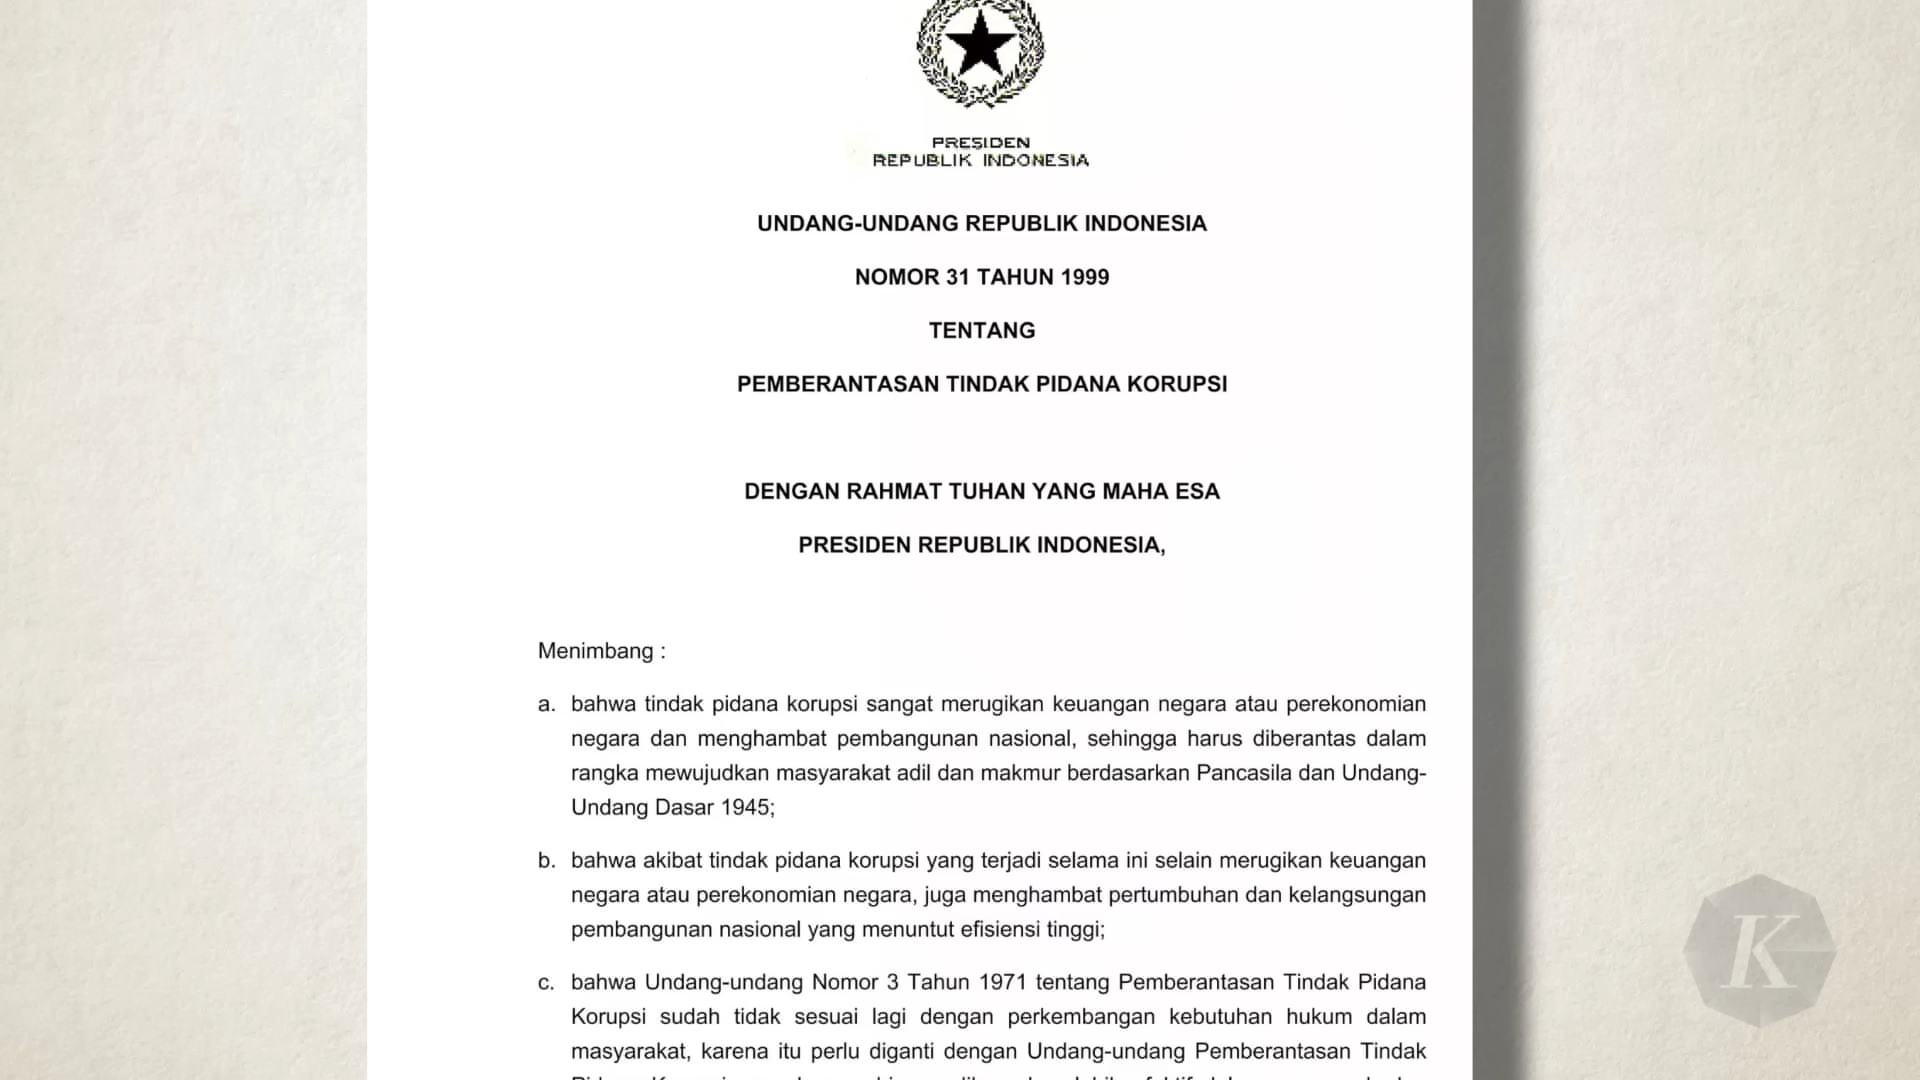 PRESIDEN
REPUBLIK INDONESIA
UNDANG-UNDANG REPUBLIK INDONESIA
NOMOR 31 TAHUN 1999
TENTANG
PEMBERANTASAN TINDAK PIDANA KORUPSI
DENGAN RAHMAT TUHAN YANG MAHA ESA
PRESIDEN REPUBLIK INDONESIA,
Menimbang :
a. bahwa tindak pidana korupsi sangat merugikan keuangan negara atau perekonomian
negara dan menghambat pembangunan nasional, sehingga harus diberantas dalam
rangka mewujudkan masyarakat adil dan makmur berdasarkan Pancasila dan Undang-
Undang Dasar 1945;
b. bahwa akibat tindak pidana korupsi yang terjadi selama ini selain merugikan keuangan
negara atau perekonomian negara, juga menghambat pertumbuhan dan kelangsungan
pembangunan nasional yang menuntut efisiensi tinggi;
c. bahwa Undang-undang Nomor 3 Tahun 1971 tentang Pemberantasan Tindak Pidana
Korupsi sudah tidak sesuai lagi dengan perkembangan kebutuhan hukum dalam
masyarakat, karena itu perlu diganti dengan Undang-undang Pemberantasan Tindak
K